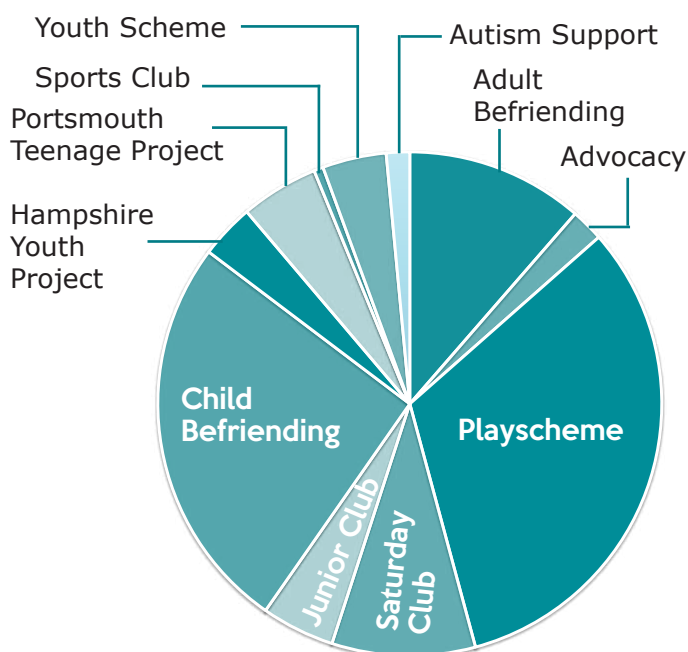 Youth Scheme
Autism Support
Sports Club
Adult
Befriending
Portsmouth
Teenage Project
Advocacy
Hampshire
Youth
Project
Child
Befriending
Playscheme
Junior Club
Saturday
Club